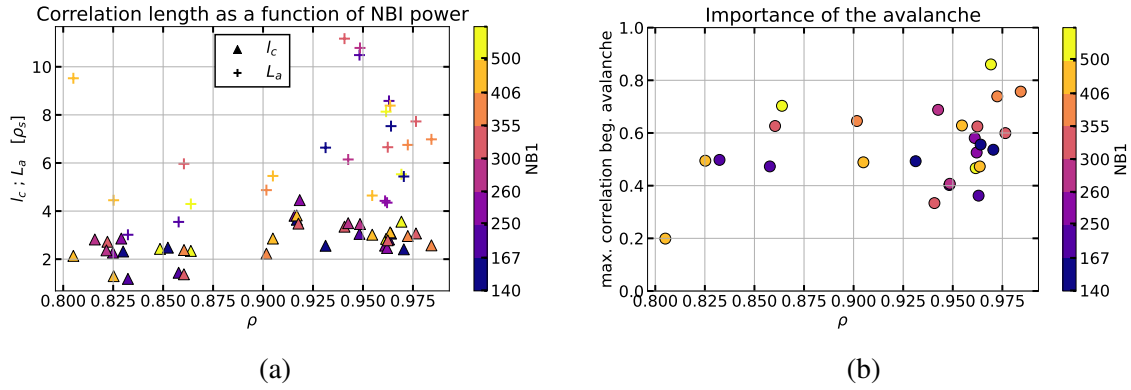 Correlation length as a function of NBI power
l_c ; L_a [ρ_s]
10
8
6
4
2
l_c
L_a
0.800 0.825 0.850 0.875 0.900 0.925 0.950 0.975
ρ
500
406
355
300
260
250
167
140
NB1
(a)
Importance of the avalanche
max. correlation beg. avalanche
1.0
0.8
0.6
0.4
0.2
0.0
0.800 0.825 0.850 0.875 0.900 0.925 0.950 0.975
ρ
500
406
355
300
260
250
167
140
NB1
(b)